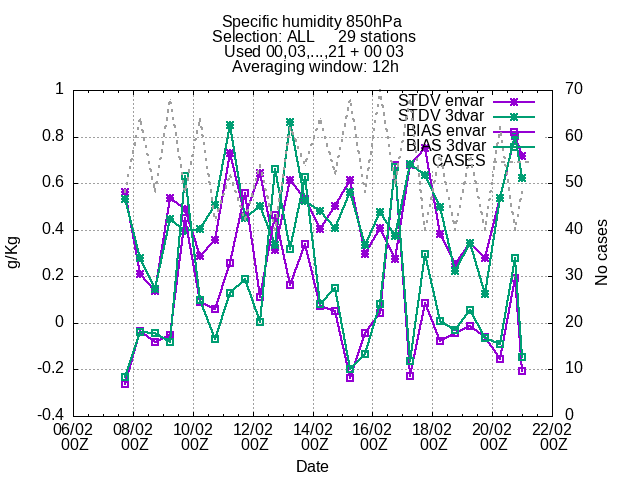 Specific humidity 850hPa
Selection: ALL 29 stations
Used 00,03,...,21 + 00 03
Averaging window: 12h
1 70
STDV envar
STDV 3dvar
0.8 60
BIAS envar
BIAS 3dvar
CASES
0.6 50
0.4 40
g/Kg No cases
0.2 30
0 20
-0.2 10
-0.4 0
06/02 08/02 10/02 12/02 14/02 16/02 18/02 20/02 22/02
00Z 00Z 00Z 00Z 00Z 00Z 00Z 00Z 00Z
Date